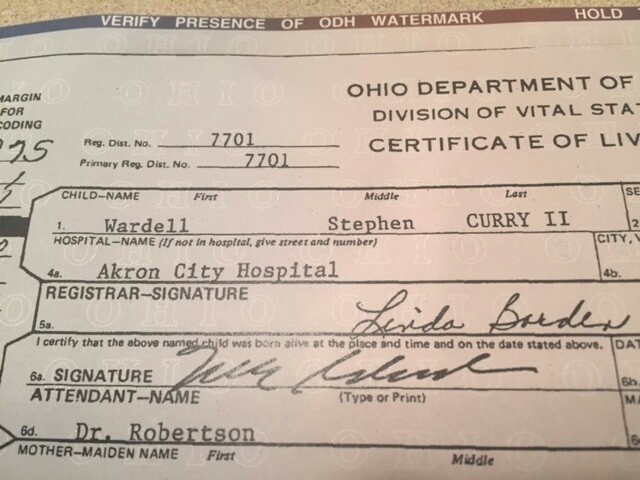 VERIFY PRESENCE OF ODH WATERMARK HOLD
OHIO DEPARTMENT OF
DIVISION OF VITAL STA
CERTIFICATE OF LIV
MARGIN
FOR
CODING
Reg. Dist. No. 7701
Primary Reg. Dist. No. 7701
CHILD—NAME First Middle Last SE
1. Wardell Stephen CURRY II 2
HOSPITAL—NAME (If not in hospital, give street and number) CITY, V
4a. Akron City Hospital 4b.
REGISTRAR—SIGNATURE
5a. Linda Borden
I certify that the above named child was born alive at the place and time and on the date stated above. DAT
6a. SIGNATURE 6b.
ATTENDANT—NAME (Type or Print) MA
6d. Dr. Robertson
MOTHER—MAIDEN NAME First Middle